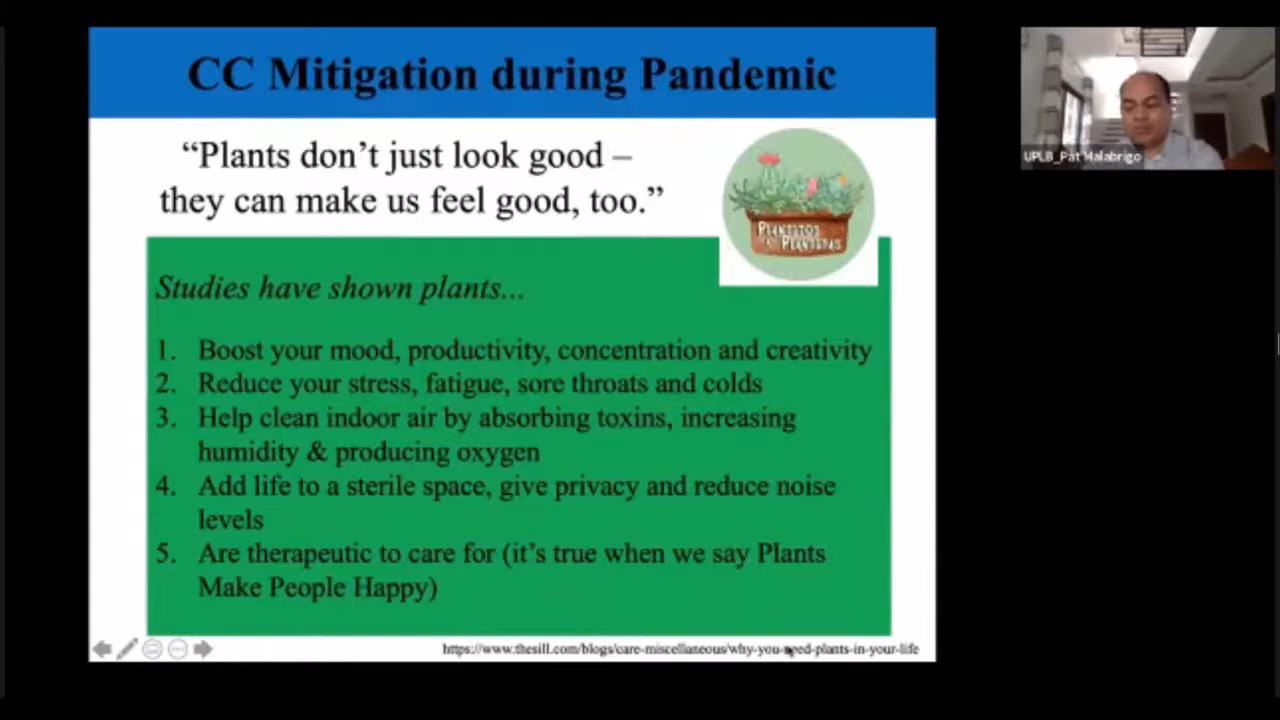 CC Mitigation during Pandemic
“Plants don’t just look good –
they can make us feel good, too.”
PLANTITOS
PLANTITAS
Studies have shown plants...
1. Boost your mood, productivity, concentration and creativity
2. Reduce your stress, fatigue, sore throats and colds
3. Help clean indoor air by absorbing toxins, increasing
humidity & producing oxygen
4. Add life to a sterile space, give privacy and reduce noise
levels
5. Are therapeutic to care for (it’s true when we say Plants
Make People Happy)
https://www.thesill.com/blogs/care-miscellaneous/why-you-need-plants-in-your-life
UPLB_Pat Malabrigo